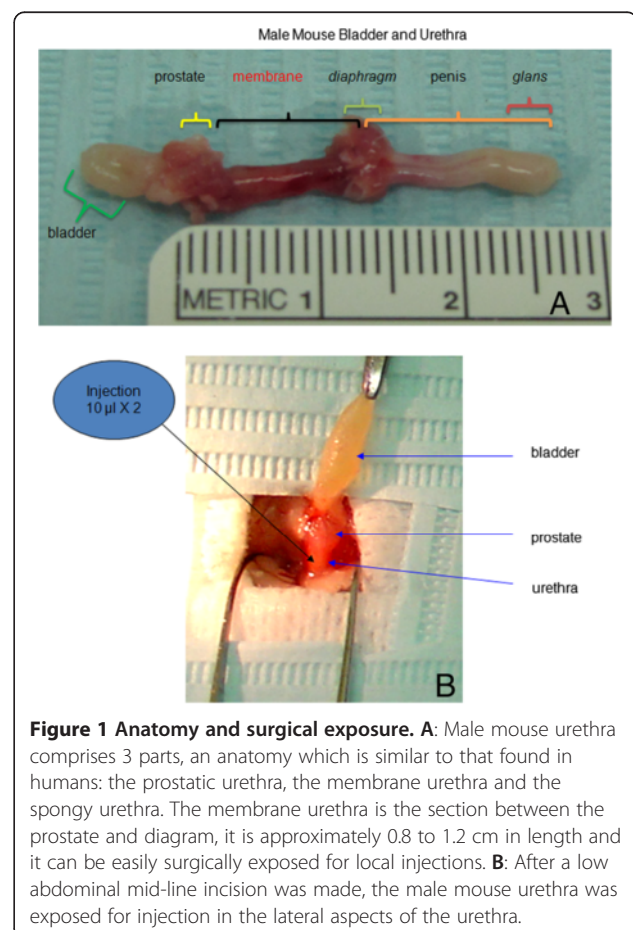 Male Mouse Bladder and Urethra
prostate membrane diaphragm penis glans
bladder
METRIC 1 2 3
A
Injection
10 µl X 2
bladder
prostate
urethra
B
Figure 1 Anatomy and surgical exposure. A: Male mouse urethra
comprises 3 parts, an anatomy which is similar to that found in
humans: the prostatic urethra, the membrane urethra and the
spongy urethra. The membrane urethra is the section between the
prostate and diagram, it is approximately 0.8 to 1.2 cm in length and
it can be easily surgically exposed for local injections. B: After a low
abdominal mid-line incision was made, the male mouse urethra was
exposed for injection in the lateral aspects of the urethra.